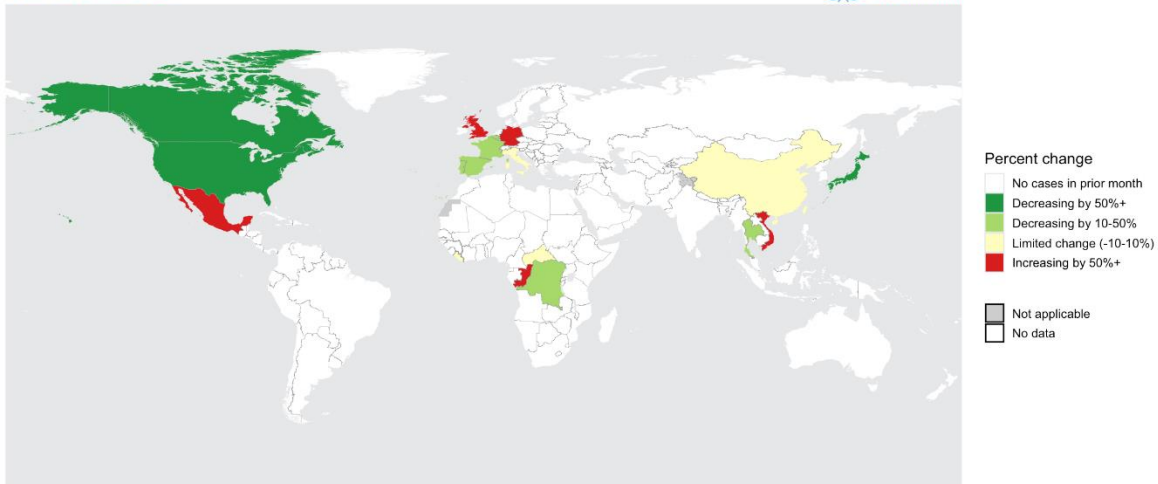 Percent change
No cases in prior month
Decreasing by 50%+
Decreasing by 10-50%
Limited change (-10-10%)
Increasing by 50%+
Not applicable
No data